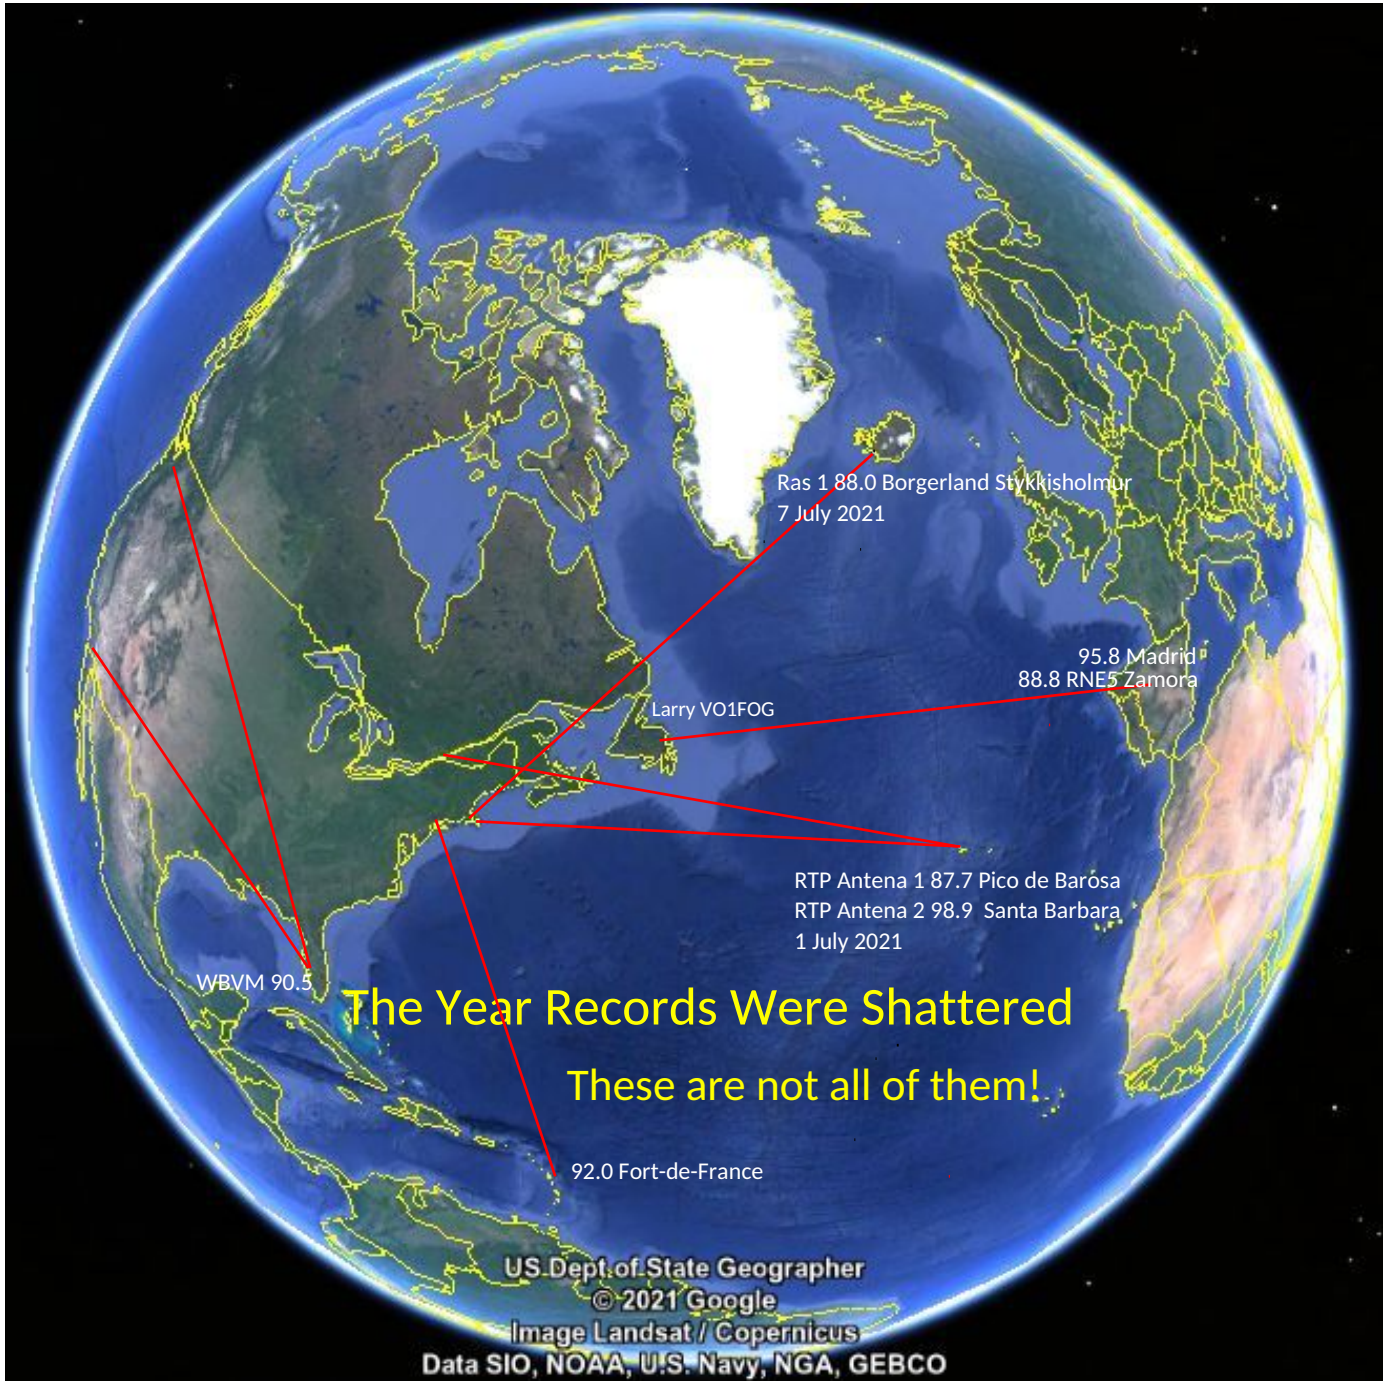 Ras 1 88.0 Borgerland Stykkisholmur
7 July 2021
95.8 Madrid
88.8 RNE5 Zamora
Larry VO1FOG
RTP Antena 1 87.7 Pico de Barosa
RTP Antena 2 98.9 Santa Barbara
1 July 2021
WBVM 90.5
The Year Records Were Shattered
These are not all of them!
92.0 Fort-de-France
US Dept of State Geographer
© 2021 Google
Image Landsat / Copernicus
Data SIO, NOAA, U.S. Navy, NGA, GEBCO